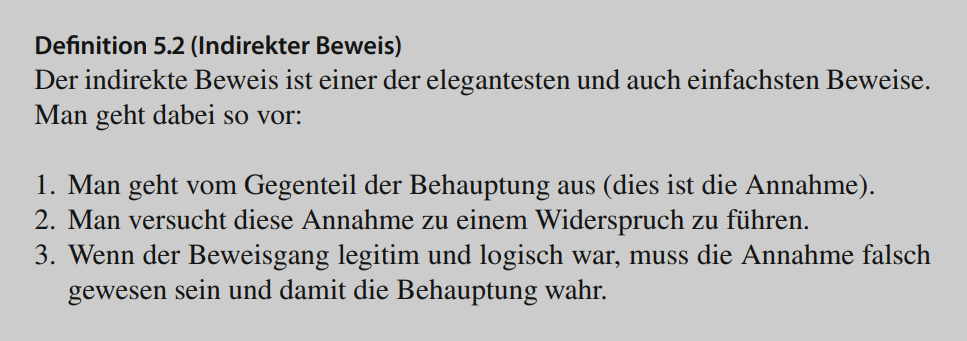 Definition 5.2 (Indirekter Beweis)
Der indirekte Beweis ist einer der elegantesten und auch einfachsten Beweise.
Man geht dabei so vor:
1. Man geht vom Gegenteil der Behauptung aus (dies ist die Annahme).
2. Man versucht diese Annahme zu einem Widerspruch zu führen.
3. Wenn der Beweisgang legitim und logisch war, muss die Annahme falsch
gewesen sein und damit die Behauptung wahr.